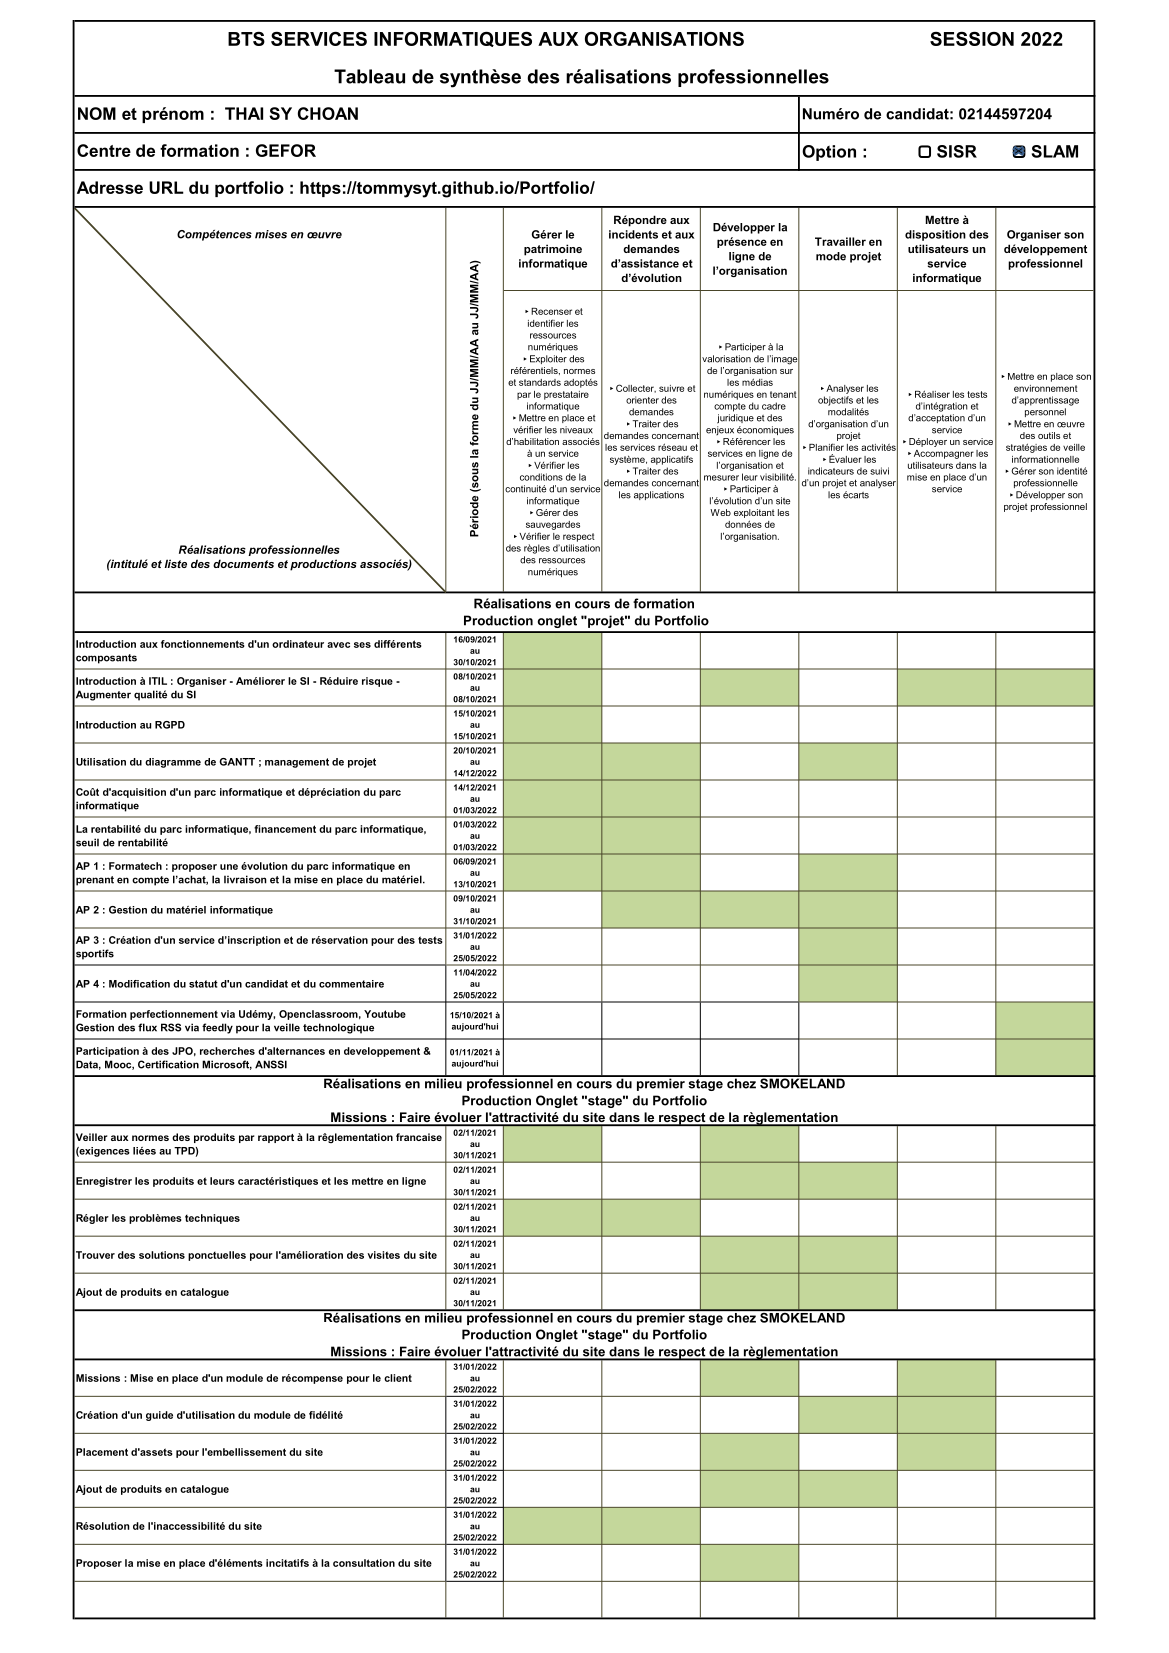 BTS SERVICES INFORMATIQUES AUX ORGANISATIONS SESSION 2022
Tableau de synthèse des réalisations professionnelles
NOM et prénom : THAI SY CHOAN
Numéro de candidat: 02144597204
Centre de formation : GEFOR
Option : SISR SLAM
Adresse URL du portfolio : https://tommysyt.github.io/Portfolio/
Compétences mises en œuvre
Réalisations professionnelles
(intitulé et liste des documents et productions associés)
Période (sous la forme du JJ/MM/AA au JJ/MM/AA)
Gérer le
patrimoine
informatique
Répondre aux
incidents et aux
demandes
d'assistance et
d'évolution
Développer la
présence en
ligne de
l'organisation
Travailler en
mode projet
Mettre à
disposition des
utilisateurs un
service
informatique
Organiser son
développement
professionnel
‣ Recenser et
identifier les
ressources
numériques
‣ Exploiter des
référentiels, normes
et standards adoptés
par le prestataire
informatique
‣ Mettre en place et
vérifier les niveaux
d'habilitation associés
à un service
‣ Vérifier les
conditions de la
continuité d'un service
informatique
‣ Gérer des
sauvegardes
‣ Vérifier le respect
des règles d'utilisation
des ressources
numériques
‣ Collecter, suivre et
orienter des
demandes
‣ Traiter des
demandes concernant
les services réseau et
système, applicatifs
‣ Traiter des
demandes concernant
les applications
‣ Participer à la
valorisation de l'image
de l'organisation sur
les médias
numériques en tenant
compte du cadre
juridique et des
enjeux économiques
‣ Référencer les
services en ligne de
l'organisation et
mesurer leur visibilité.
‣ Participer à
l'évolution d'un site
Web exploitant les
données de
l'organisation.
‣ Analyser les
objectifs et les
modalités
d'organisation d'un
projet
‣ Planifier les activités
‣ Évaluer les
indicateurs de suivi
d'un projet et analyser
les écarts
‣ Réaliser les tests
d'intégration et
d'acceptation d'un
service
‣ Déployer un service
‣ Accompagner les
utilisateurs dans la
mise en place d'un
service
‣ Mettre en place son
environnement
d'apprentissage
personnel
‣ Mettre en œuvre
des outils et
stratégies de veille
informationnelle
‣ Gérer son identité
professionnelle
‣ Développer son
projet professionnel
Réalisations en cours de formation
Production onglet "projet" du Portfolio
Introduction aux fonctionnements d'un ordinateur avec ses différents
composants
16/09/2021
au
30/10/2021
Introduction à ITIL : Organiser - Améliorer le SI - Réduire risque -
Augmenter qualité du SI
08/10/2021
au
08/10/2021
Introduction au RGPD
15/10/2021
au
15/10/2021
Utilisation du diagramme de GANTT ; management de projet
20/10/2021
au
14/12/2022
Coût d'acquisition d'un parc informatique et dépréciation du parc
informatique
14/12/2021
au
01/03/2022
La rentabilité du parc informatique, financement du parc informatique,
seuil de rentabilité
01/03/2022
au
01/03/2022
AP 1 : Formatech : proposer une évolution du parc informatique en
prenant en compte l'achat, la livraison et la mise en place du matériel.
06/09/2021
au
13/10/2021
AP 2 : Gestion du matériel informatique
09/10/2021
au
31/10/2021
AP 3 : Création d'un service d'inscription et de réservation pour des tests
sportifs
31/01/2022
au
25/05/2022
AP 4 : Modification du statut d'un candidat et du commentaire
11/04/2022
au
25/05/2022
Formation perfectionnement via Udémy, Openclassroom, Youtube
Gestion des flux RSS via feedly pour la veille technologique
15/10/2021 à
aujourd'hui
Participation à des JPO, recherches d'alternances en developpement &
Data, Mooc, Certification Microsoft, ANSSI
01/11/2021 à
aujourd'hui
Réalisations en milieu professionnel en cours du premier stage chez SMOKELAND
Production Onglet "stage" du Portfolio
Missions : Faire évoluer l'attractivité du site dans le respect de la règlementation
Veiller aux normes des produits par rapport à la rêglementation francaise
(exigences liées au TPD)
02/11/2021
au
30/11/2021
Enregistrer les produits et leurs caractéristiques et les mettre en ligne
02/11/2021
au
30/11/2021
Régler les problèmes techniques
02/11/2021
au
30/11/2021
Trouver des solutions ponctuelles pour l'amélioration des visites du site
02/11/2021
au
30/11/2021
Ajout de produits en catalogue
02/11/2021
au
30/11/2021
Réalisations en milieu professionnel en cours du premier stage chez SMOKELAND
Production Onglet "stage" du Portfolio
Missions : Faire évoluer l'attractivité du site dans le respect de la règlementation
Missions : Mise en place d'un module de récompense pour le client
31/01/2022
au
25/02/2022
Création d'un guide d'utilisation du module de fidélité
31/01/2022
au
25/02/2022
Placement d'assets pour l'embellissement du site
31/01/2022
au
25/02/2022
Ajout de produits en catalogue
31/01/2022
au
25/02/2022
Résolution de l'inaccessibilité du site
31/01/2022
au
25/02/2022
Proposer la mise en place d'éléments incitatifs à la consultation du site
31/01/2022
au
25/02/2022